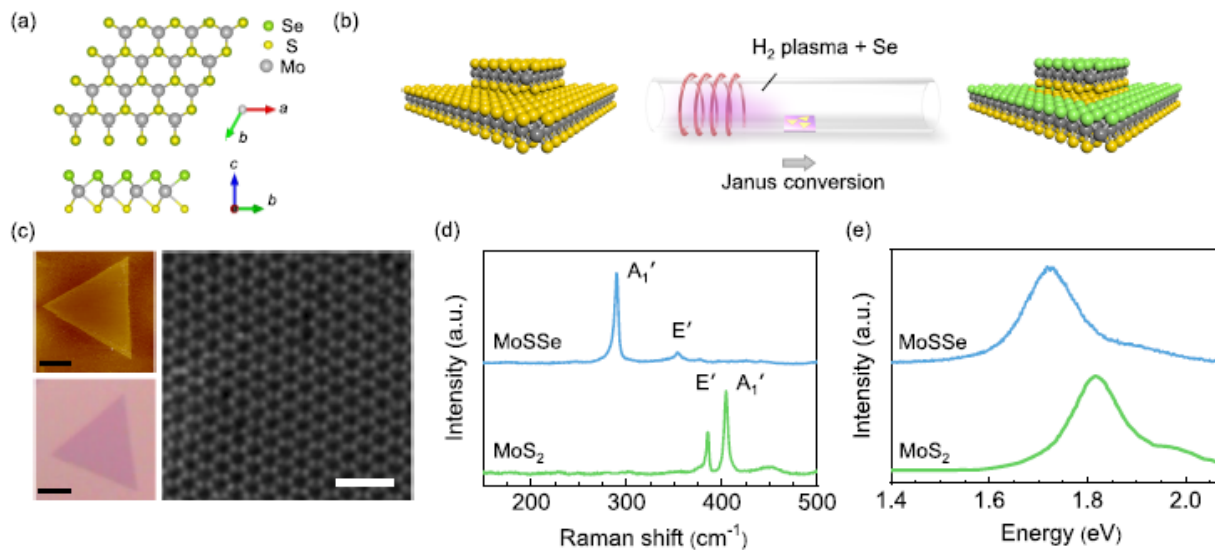 (a)
Se
S
Mo
a
b
c
b
(b)
H₂ plasma + Se
Janus conversion
(c)
(d)
A₁′
MoSSe
E′
E′ A₁′
MoS₂
Intensity (a.u.)
200 300 400 500
Raman shift (cm⁻¹)
(e)
MoSSe
MoS₂
Intensity (a.u.)
1.4 1.6 1.8 2.0
Energy (eV)